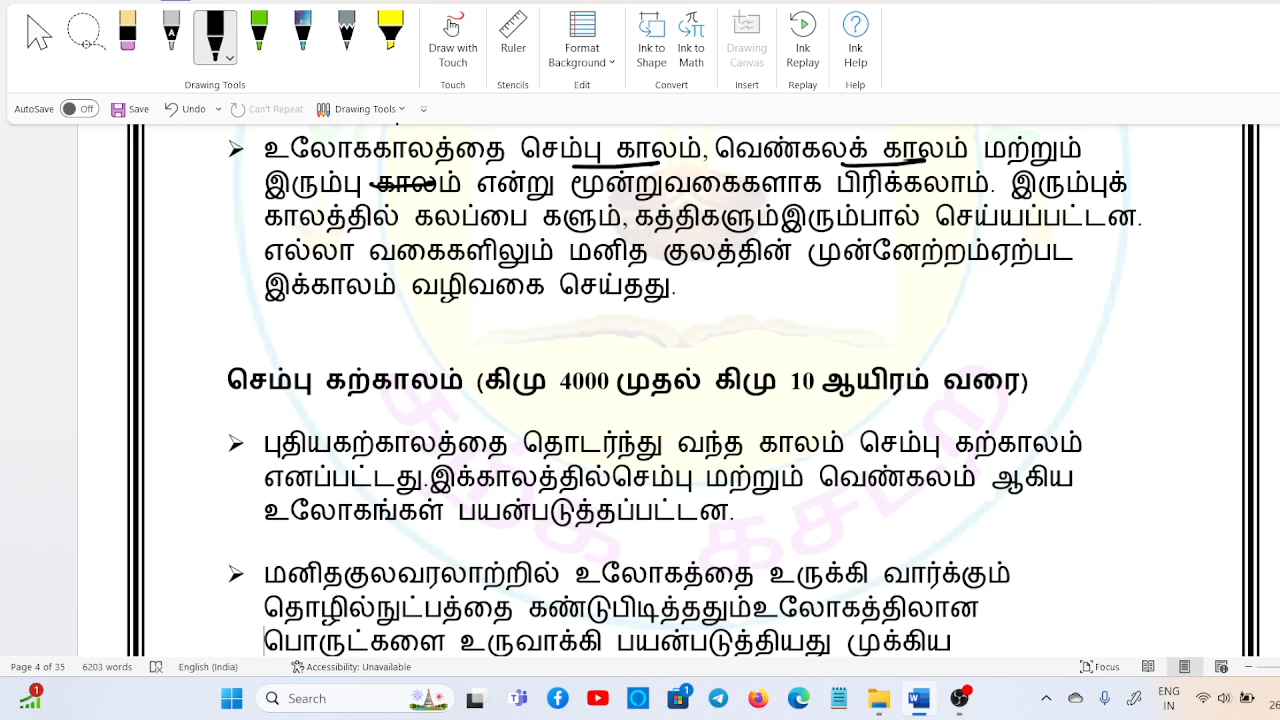 Draw with Touch
Ruler
Format Background
Ink to Shape
Ink to Math
Drawing Canvas
Ink Replay
Ink Help
Drawing Tools
Touch
Stencils
Edit
Convert
Insert
Replay
Help
AutoSave Off Save Undo Can't Repeat Drawing Tools
உலோககாலத்தை செம்பு காலம், வெண்கலக் காலம் மற்றும்
இரும்பு காலம் என்று மூன்றுவகைகளாக பிரிக்கலாம். இரும்புக்
காலத்தில் கலப்பை களும், கத்திகளும்இரும்பால் செய்யப்பட்டன.
எல்லா வகைகளிலும் மனித குலத்தின் முன்னேற்றம்ஏற்பட
இக்காலம் வழிவகை செய்தது.
செம்பு கற்காலம் (கிமு 4000 முதல் கிமு 10 ஆயிரம் வரை)
புதியகற்காலத்தை தொடர்ந்து வந்த காலம் செம்பு கற்காலம்
எனப்பட்டது.இக்காலத்தில்செம்பு மற்றும் வெண்கலம் ஆகிய
உலோகங்கள் பயன்படுத்தப்பட்டன.
மனிதகுலவரலாற்றில் உலோகத்தை உருக்கி வார்க்கும்
தொழில்நுட்பத்தை கண்டுபிடித்ததும்உலோகத்திலான
பொருட்களை உருவாக்கி பயன்படுத்தியது முக்கிய
Page 4 of 35 6203 words English (India) Accessibility: Unavailable Focus
1 Search 1 ENG
IN